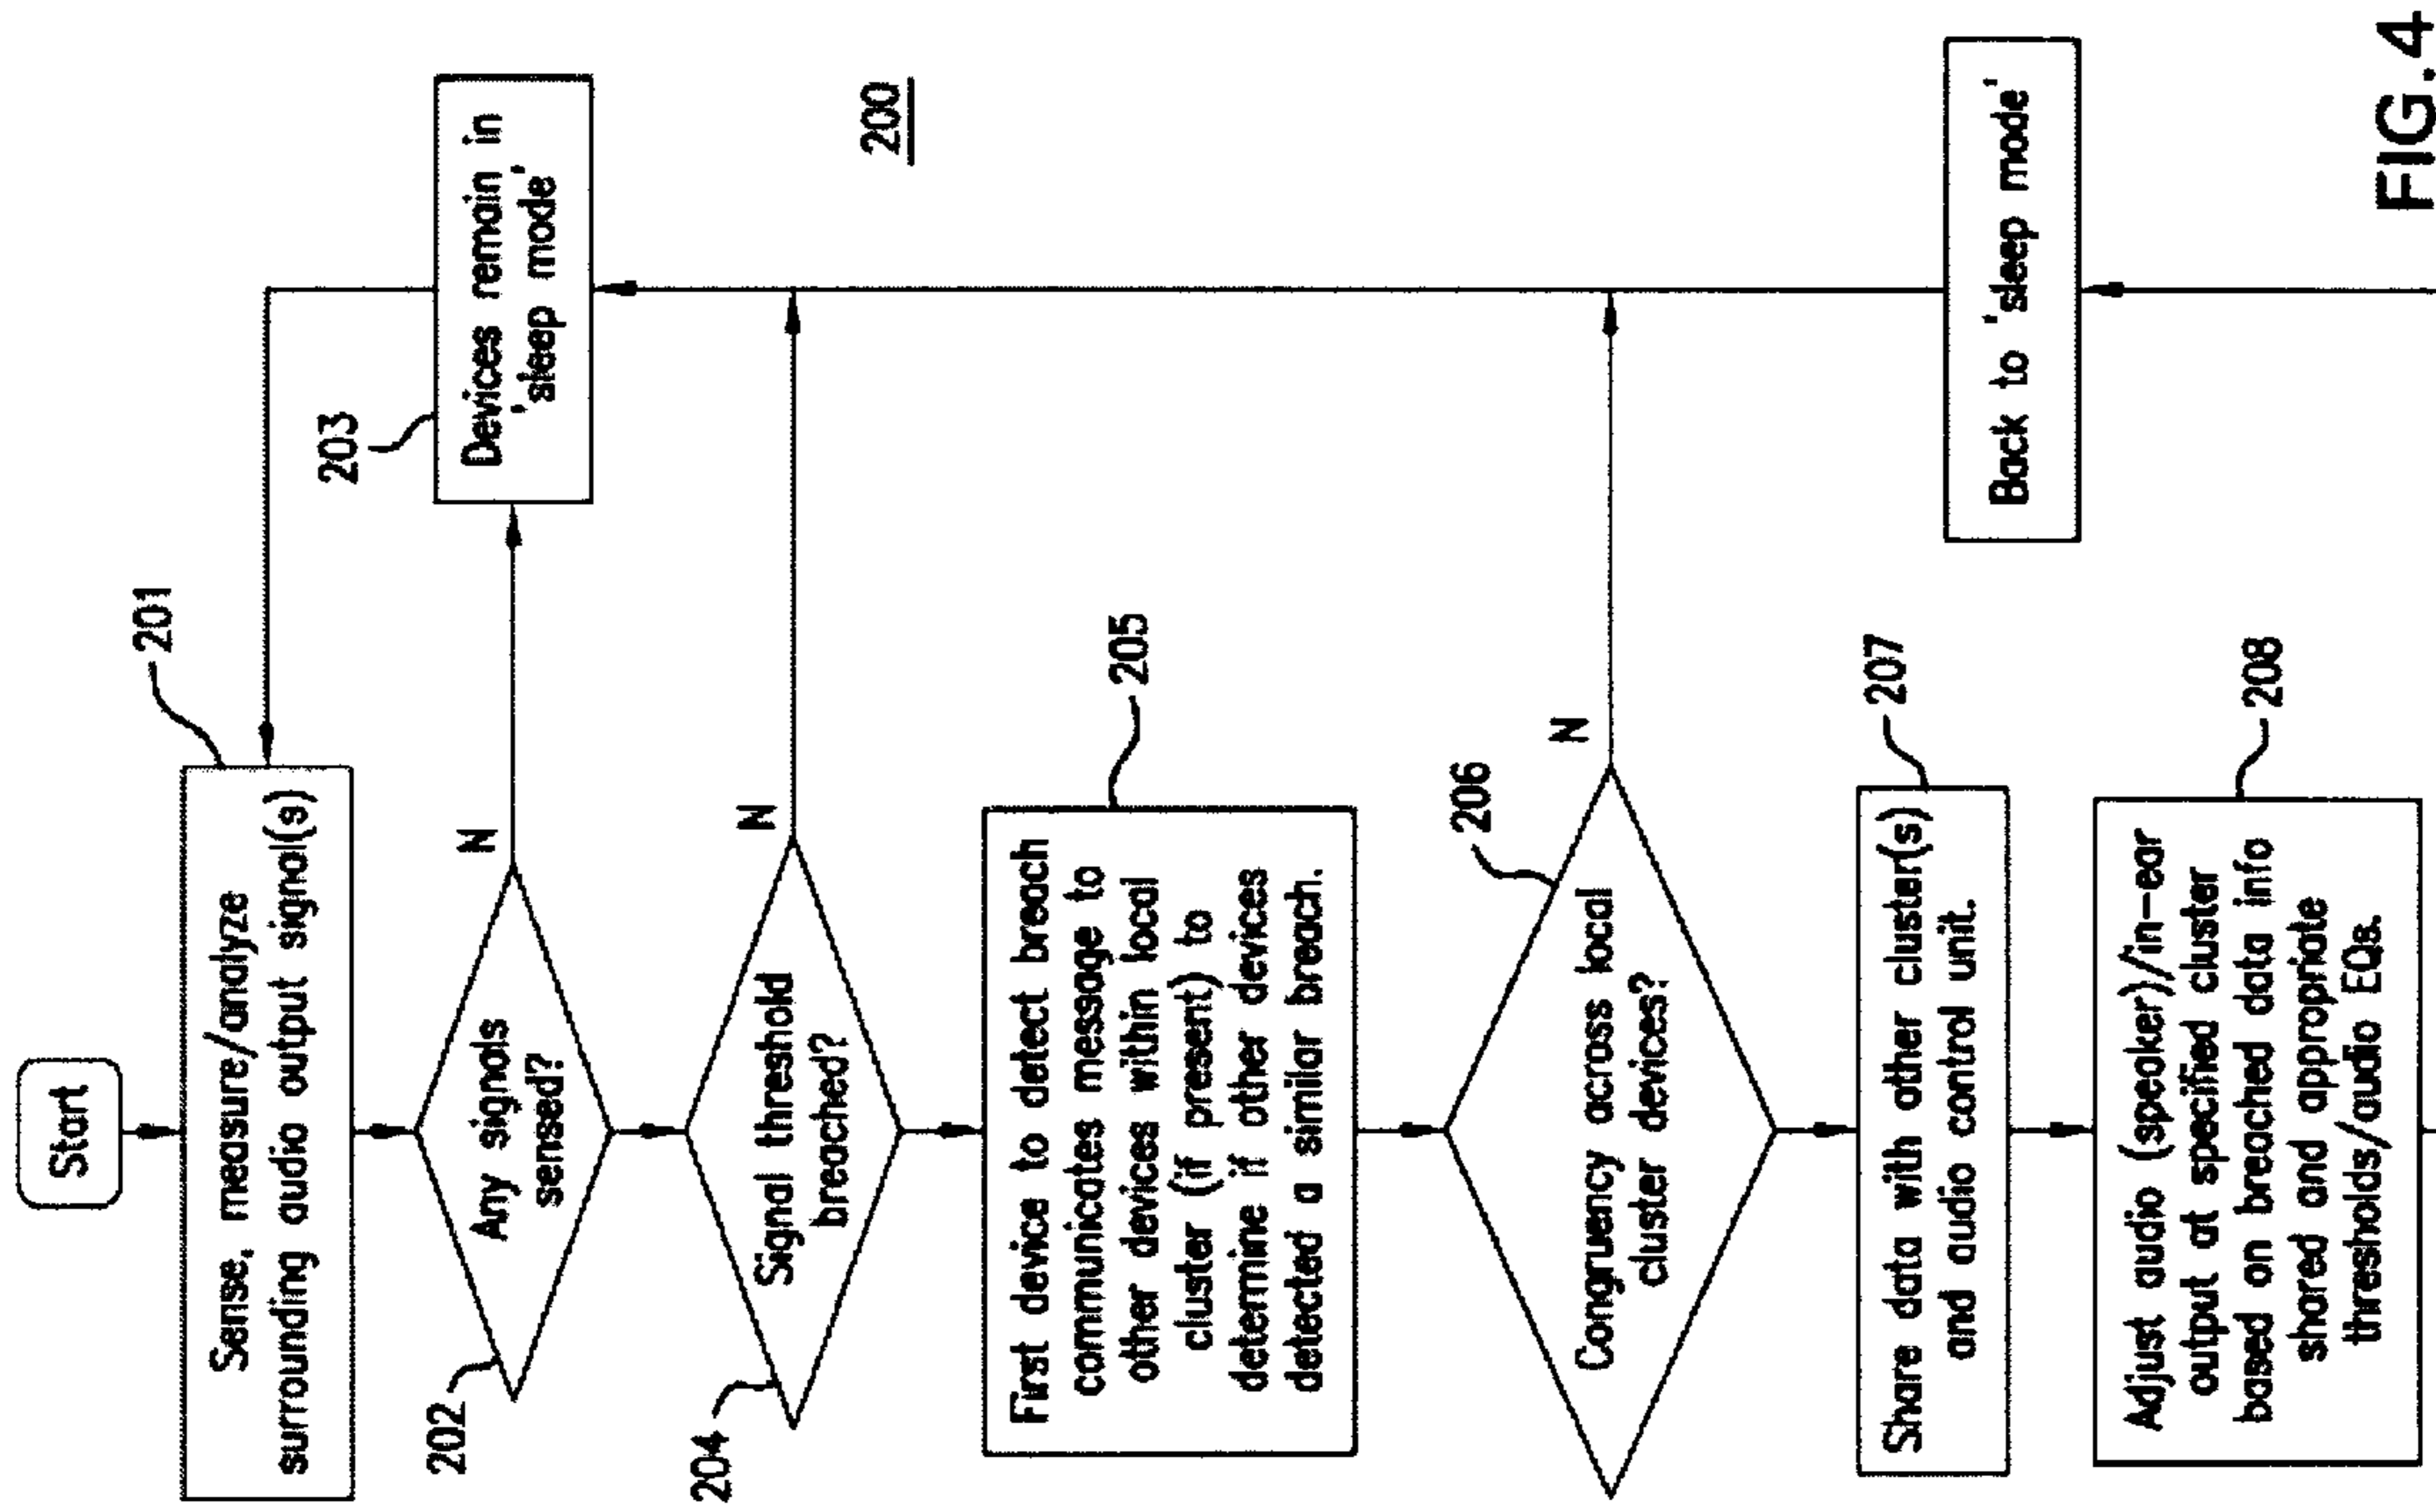 Start
201
Sense, measure/analyze
surrounding audio output signal(s)
202
Any signals
sensed?
N
203
Devices remain in
'sleep mode'
204
Signal threshold
breached?
N
200
205
First device to detect breach
communicates message to
other devices within local
cluster (if present) to
determine if other devices
detected a similar breach.
206
Congruency across local
cluster devices?
N
207
Share data with other cluster(s)
and audio control unit.
Back to 'sleep mode'
208
Adjust audio (speaker)/in-ear
output at specified cluster
based on breached data info
shared and appropriate
thresholds/audio EQs.
FIG.4